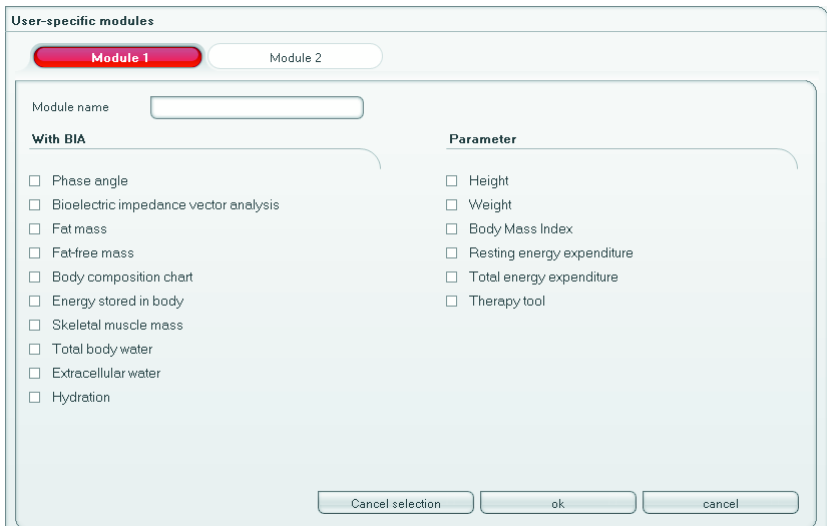 User-specific modules
Module 1
Module 2
Module name
With BIA
Phase angle
Bioelectric impedance vector analysis
Fat mass
Fat-free mass
Body composition chart
Energy stored in body
Skeletal muscle mass
Total body water
Extracellular water
Hydration
Parameter
Height
Weight
Body Mass Index
Resting energy expenditure
Total energy expenditure
Therapy tool
Cancel selection
ok
cancel